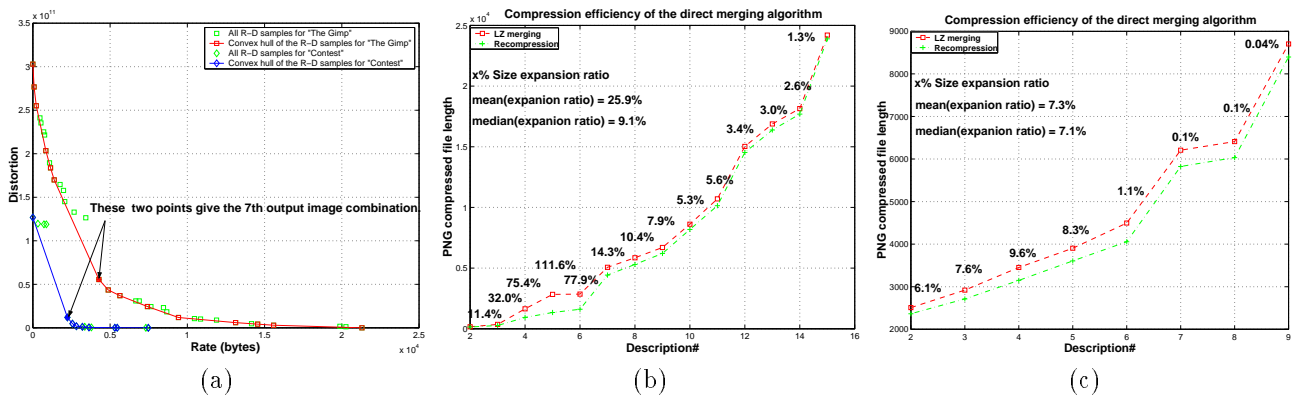 x 10^11
3.5
3
2.5
2
1.5
1
0.5
0
Distortion
All R−D samples for "The Gimp"
Convex hull of the R−D samples for "The Gimp"
All R−D samples for "Contest"
Convex hull of the R−D samples for "Contest"
These two points give the 7th output image combination.
0 0.5 1 1.5 2 2.5
x 10^4
Rate (bytes)
(a)
Compression efficiency of the direct merging algorithm
x 10^4
2.5
2
1.5
1
0.5
0
PNG compressed file length
LZ merging
Recompression
x% Size expansion ratio
mean(expanion ratio) = 25.9%
median(expanion ratio) = 9.1%
11.4%
32.0%
75.4%
111.6%
77.9%
14.3%
10.4%
7.9%
5.3%
5.6%
3.4%
3.0%
2.6%
1.3%
2 4 6 8 10 12 14 16
Description#
(b)
Compression efficiency of the direct merging algorithm
9000
8000
7000
6000
5000
4000
3000
2000
PNG compressed file length
LZ merging
Recompression
x% Size expansion ratio
mean(expanion ratio) = 7.3%
median(expanion ratio) = 7.1%
6.1%
7.6%
9.6%
8.3%
1.1%
0.1%
0.1%
0.04%
2 3 4 5 6 7 8 9
Description#
(c)